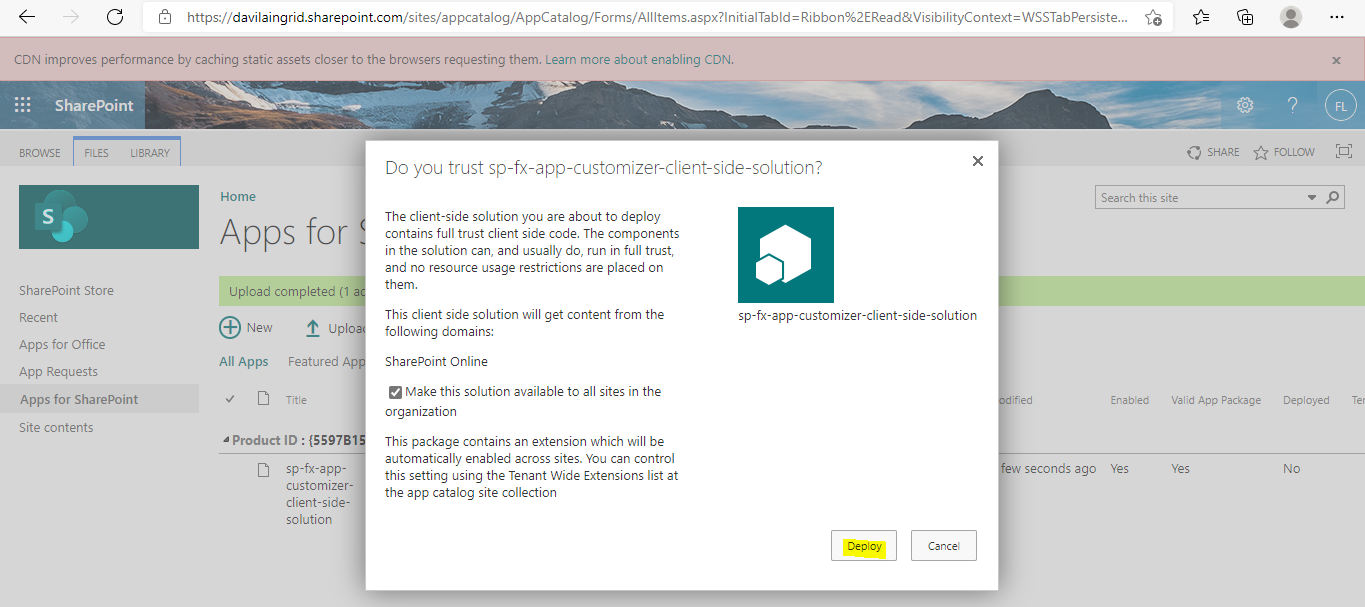 https://davilaingrid.sharepoint.com/sites/appcatalog/AppCatalog/Forms/AllItems.aspx?InitialTabId=Ribbon%2ERead&VisibilityContext=WSSTabPersiste...
CDN improves performance by caching static assets closer to the browsers requesting them. Learn more about enabling CDN.
SharePoint
FL
BROWSE FILES LIBRARY
SHARE FOLLOW
S
Home
Apps for S
Search this site
SharePoint Store
Recent
Apps for Office
App Requests
Apps for SharePoint
Site contents
Upload completed (1 ad
New Upload
All Apps Featured App
Title
odified Enabled Valid App Package Deployed Ter
Product ID : {5597B15
sp-fx-app-
customizer-
client-side-
solution
few seconds ago Yes Yes No
Do you trust sp-fx-app-customizer-client-side-solution?
The client-side solution you are about to deploy
contains full trust client side code. The components
in the solution can, and usually do, run in full trust,
and no resource usage restrictions are placed on
them.
This client side solution will get content from the
following domains:
SharePoint Online
Make this solution available to all sites in the
organization
This package contains an extension which will be
automatically enabled across sites. You can control
this setting using the Tenant Wide Extensions list at
the app catalog site collection
sp-fx-app-customizer-client-side-solution
Deploy Cancel